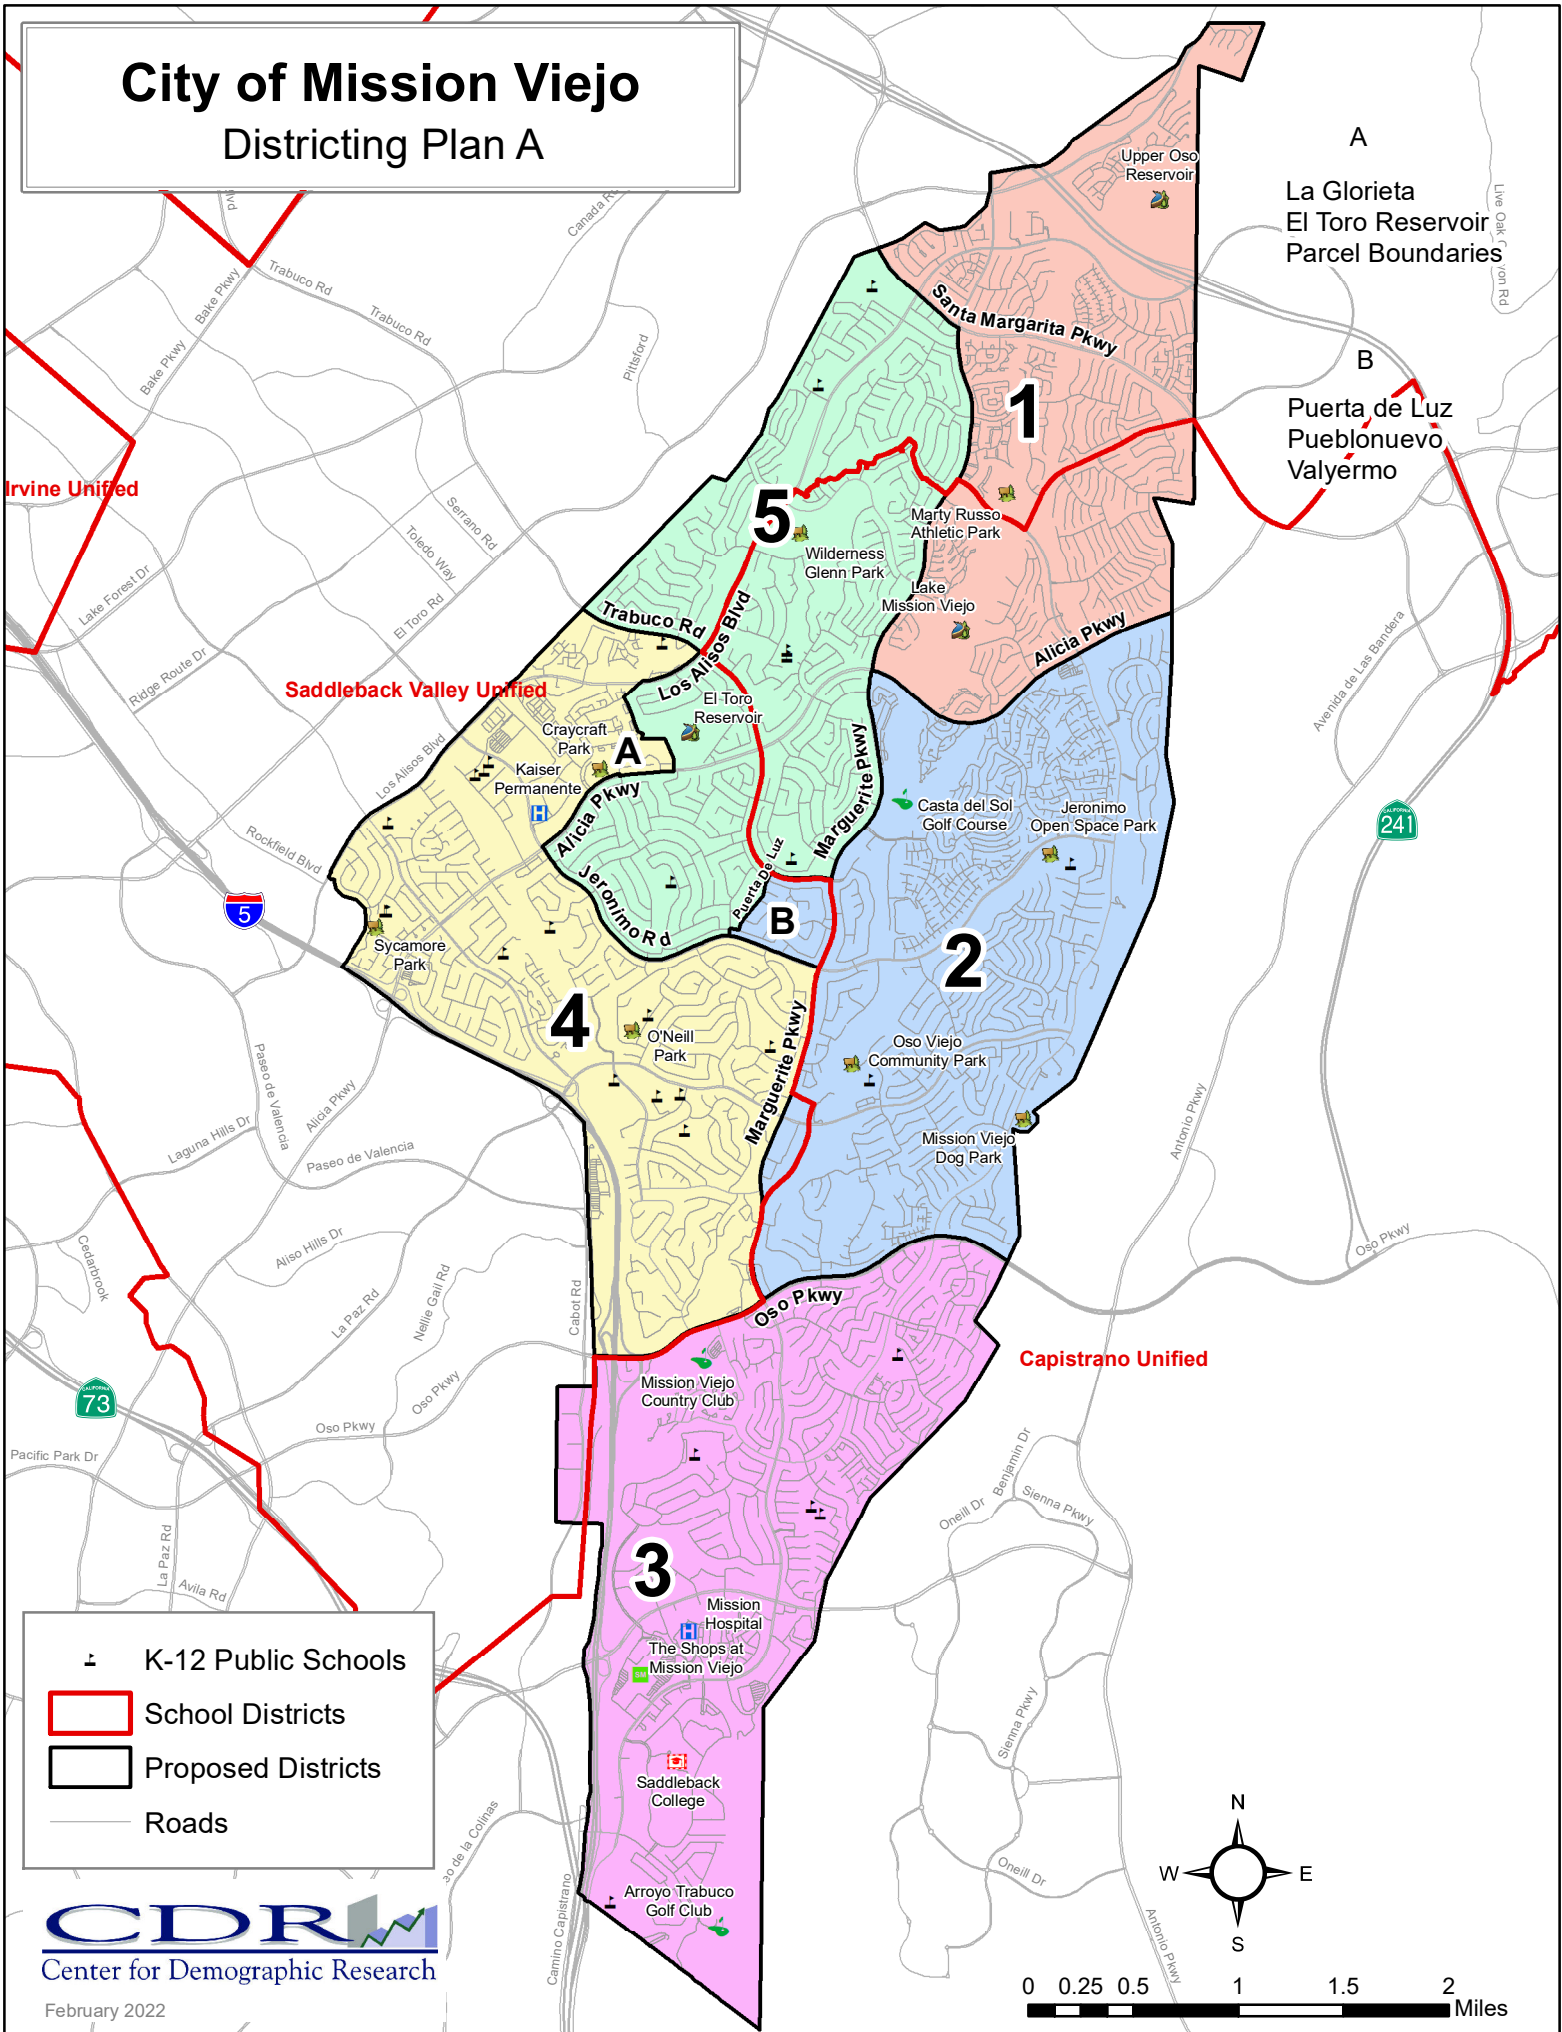 City of Mission Viejo
Districting Plan A
A
La Glorieta
El Toro Reservoir
Parcel Boundaries
B
Puerta de Luz
Pueblonuevo
Valyermo
Canada Rd
Trabuco Rd
Trabuco Rd
Bake Pkwy
Bake Pkwy
Pittsford
Live Oak
yon Rd
Upper Oso
Reservoir
Santa Margarita Pkwy
1
Irvine Unified
Serrano Rd
Toledo Way
El Toro Rd
Lake Forest Dr
Ridge Route Dr
5
Wilderness
Glenn Park
Marty Russo
Athletic Park
Lake
Mission Viejo
Alicia Pkwy
Trabuco Rd
Los Alisos Blvd
Saddleback Valley Unified
Avenida de Las Bandera
El Toro
Reservoir
Craycraft
Park
A
Kaiser
Permanente
H
Alicia Pkwy
Marguerite Pkwy
Los Alisos Blvd
Rockfield Blvd
Casta del Sol
Golf Course
Jeronimo
Open Space Park
CALIFORNIA
241
Jeronimo Rd
Puerta De Luz
B
5
Sycamore
Park
2
4
O'Neill
Park
Marguerite Pkwy
Oso Viejo
Community Park
Mission Viejo
Dog Park
Antonio Pkwy
Paseo de Valencia
Alicia Pkwy
Laguna Hills Dr
Paseo de Valencia
Aliso Hills Dr
Cedarbrook
La Paz Rd
Nellie Gail Rd
Cabot Rd
Oso Pkwy
Oso Pkwy
Capistrano Unified
CALIFORNIA
73
Oso Pkwy
Oso Pkwy
Pacific Park Dr
Mission Viejo
Country Club
Oneill Dr
Benjamin Dr
Sienna Pkwy
La Paz Rd
Avila Rd
3
Mission
Hospital
H
The Shops at
Mission Viejo
SM
Sienna Pkwy
Saddleback
College
Oneill Dr
Arroyo Trabuco
Golf Club
Camino Capistrano
Antonio Pkwy
K-12 Public Schools
School Districts
Proposed Districts
Roads
CDR
Center for Demographic Research
February 2022
N
W E
S
0 0.25 0.5 1 1.5 2
Miles